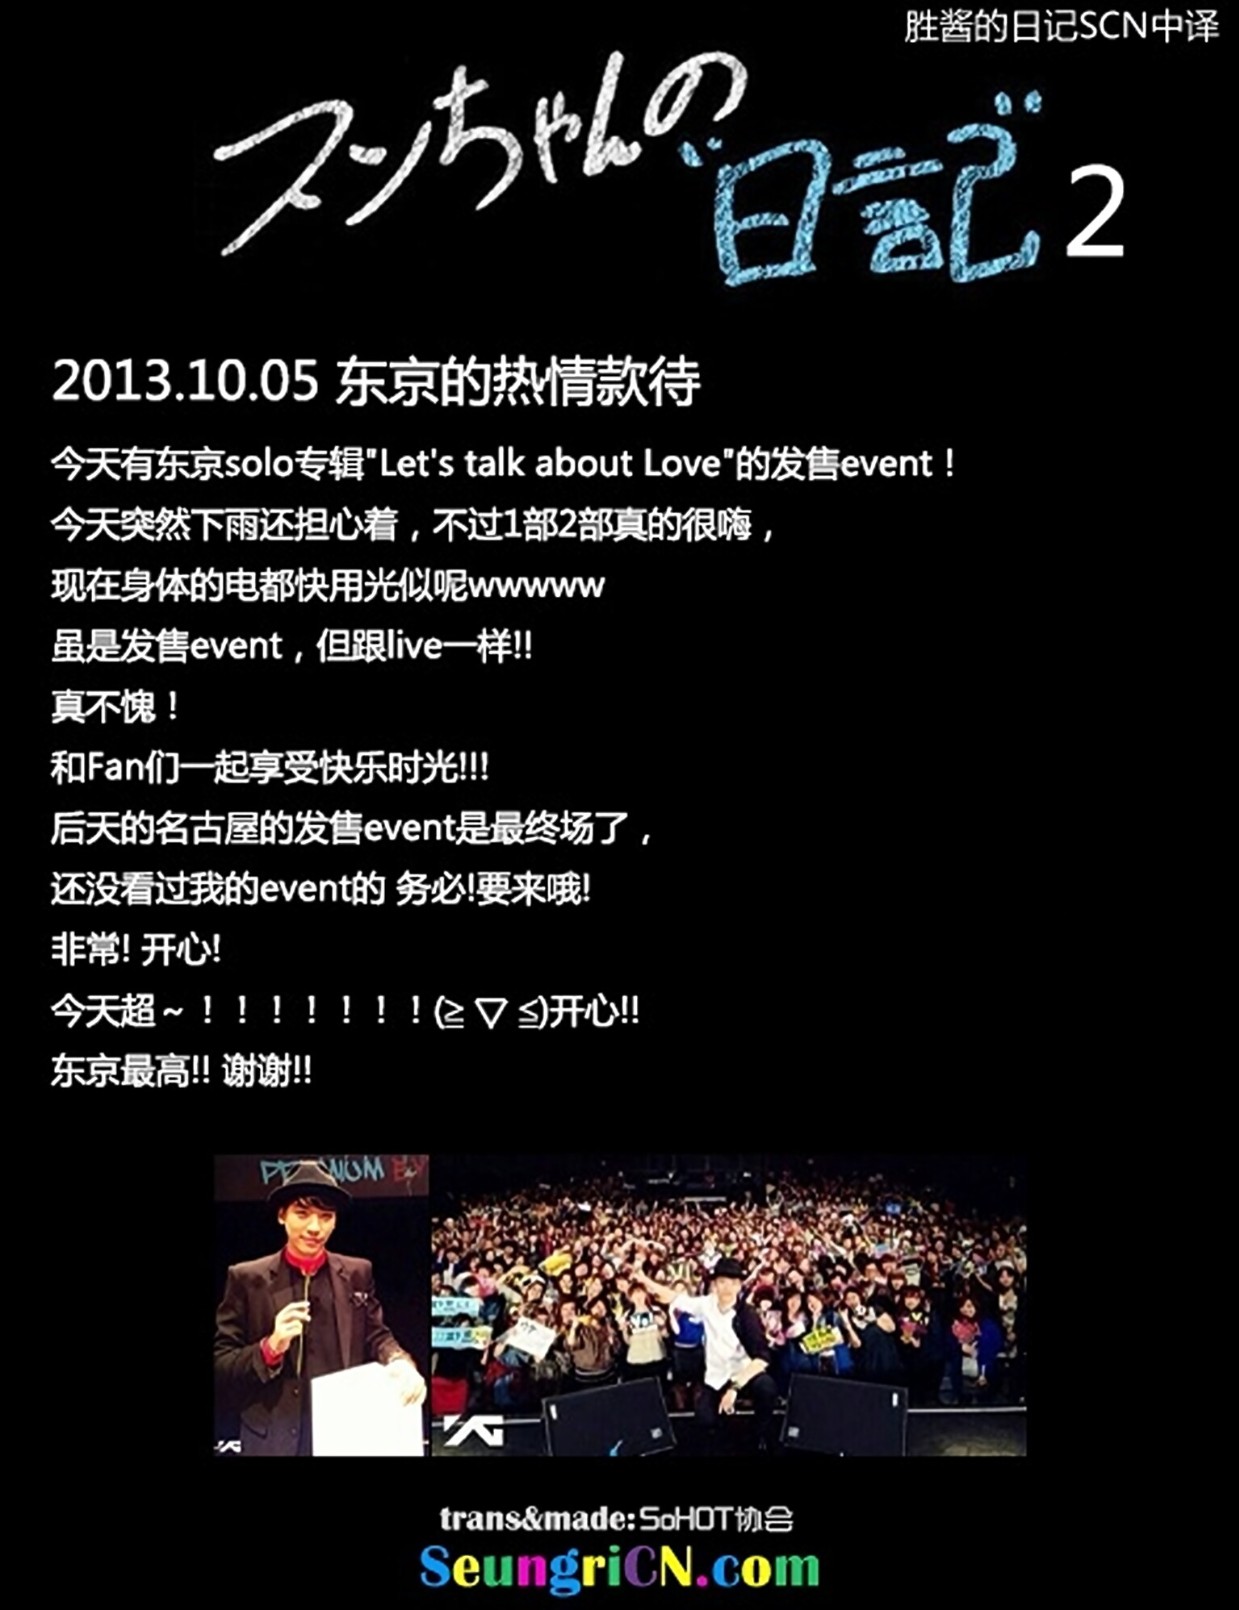 胜酱的日记SCN中译
スンちゃんの
日記2
2013.10.05 东京的热情款待
今天有东京solo专辑"Let's talk about Love"的发售event！
今天突然下雨还担心着，不过1部2部真的很嗨，
现在身体的电都快用光似呢wwwww
虽是发售event，但跟live一样!!
真不愧！
和Fan们一起享受快乐时光!!!
后天的名古屋的发售event是最终场了，
还没看过我的event的 务必!要来哦!
非常! 开心!
今天超～！！！！！！！(≧ ▽ ≦)开心!!
东京最高!! 谢谢!!
YG
YG
trans&made:SoHOT协会
SeungriCN.com